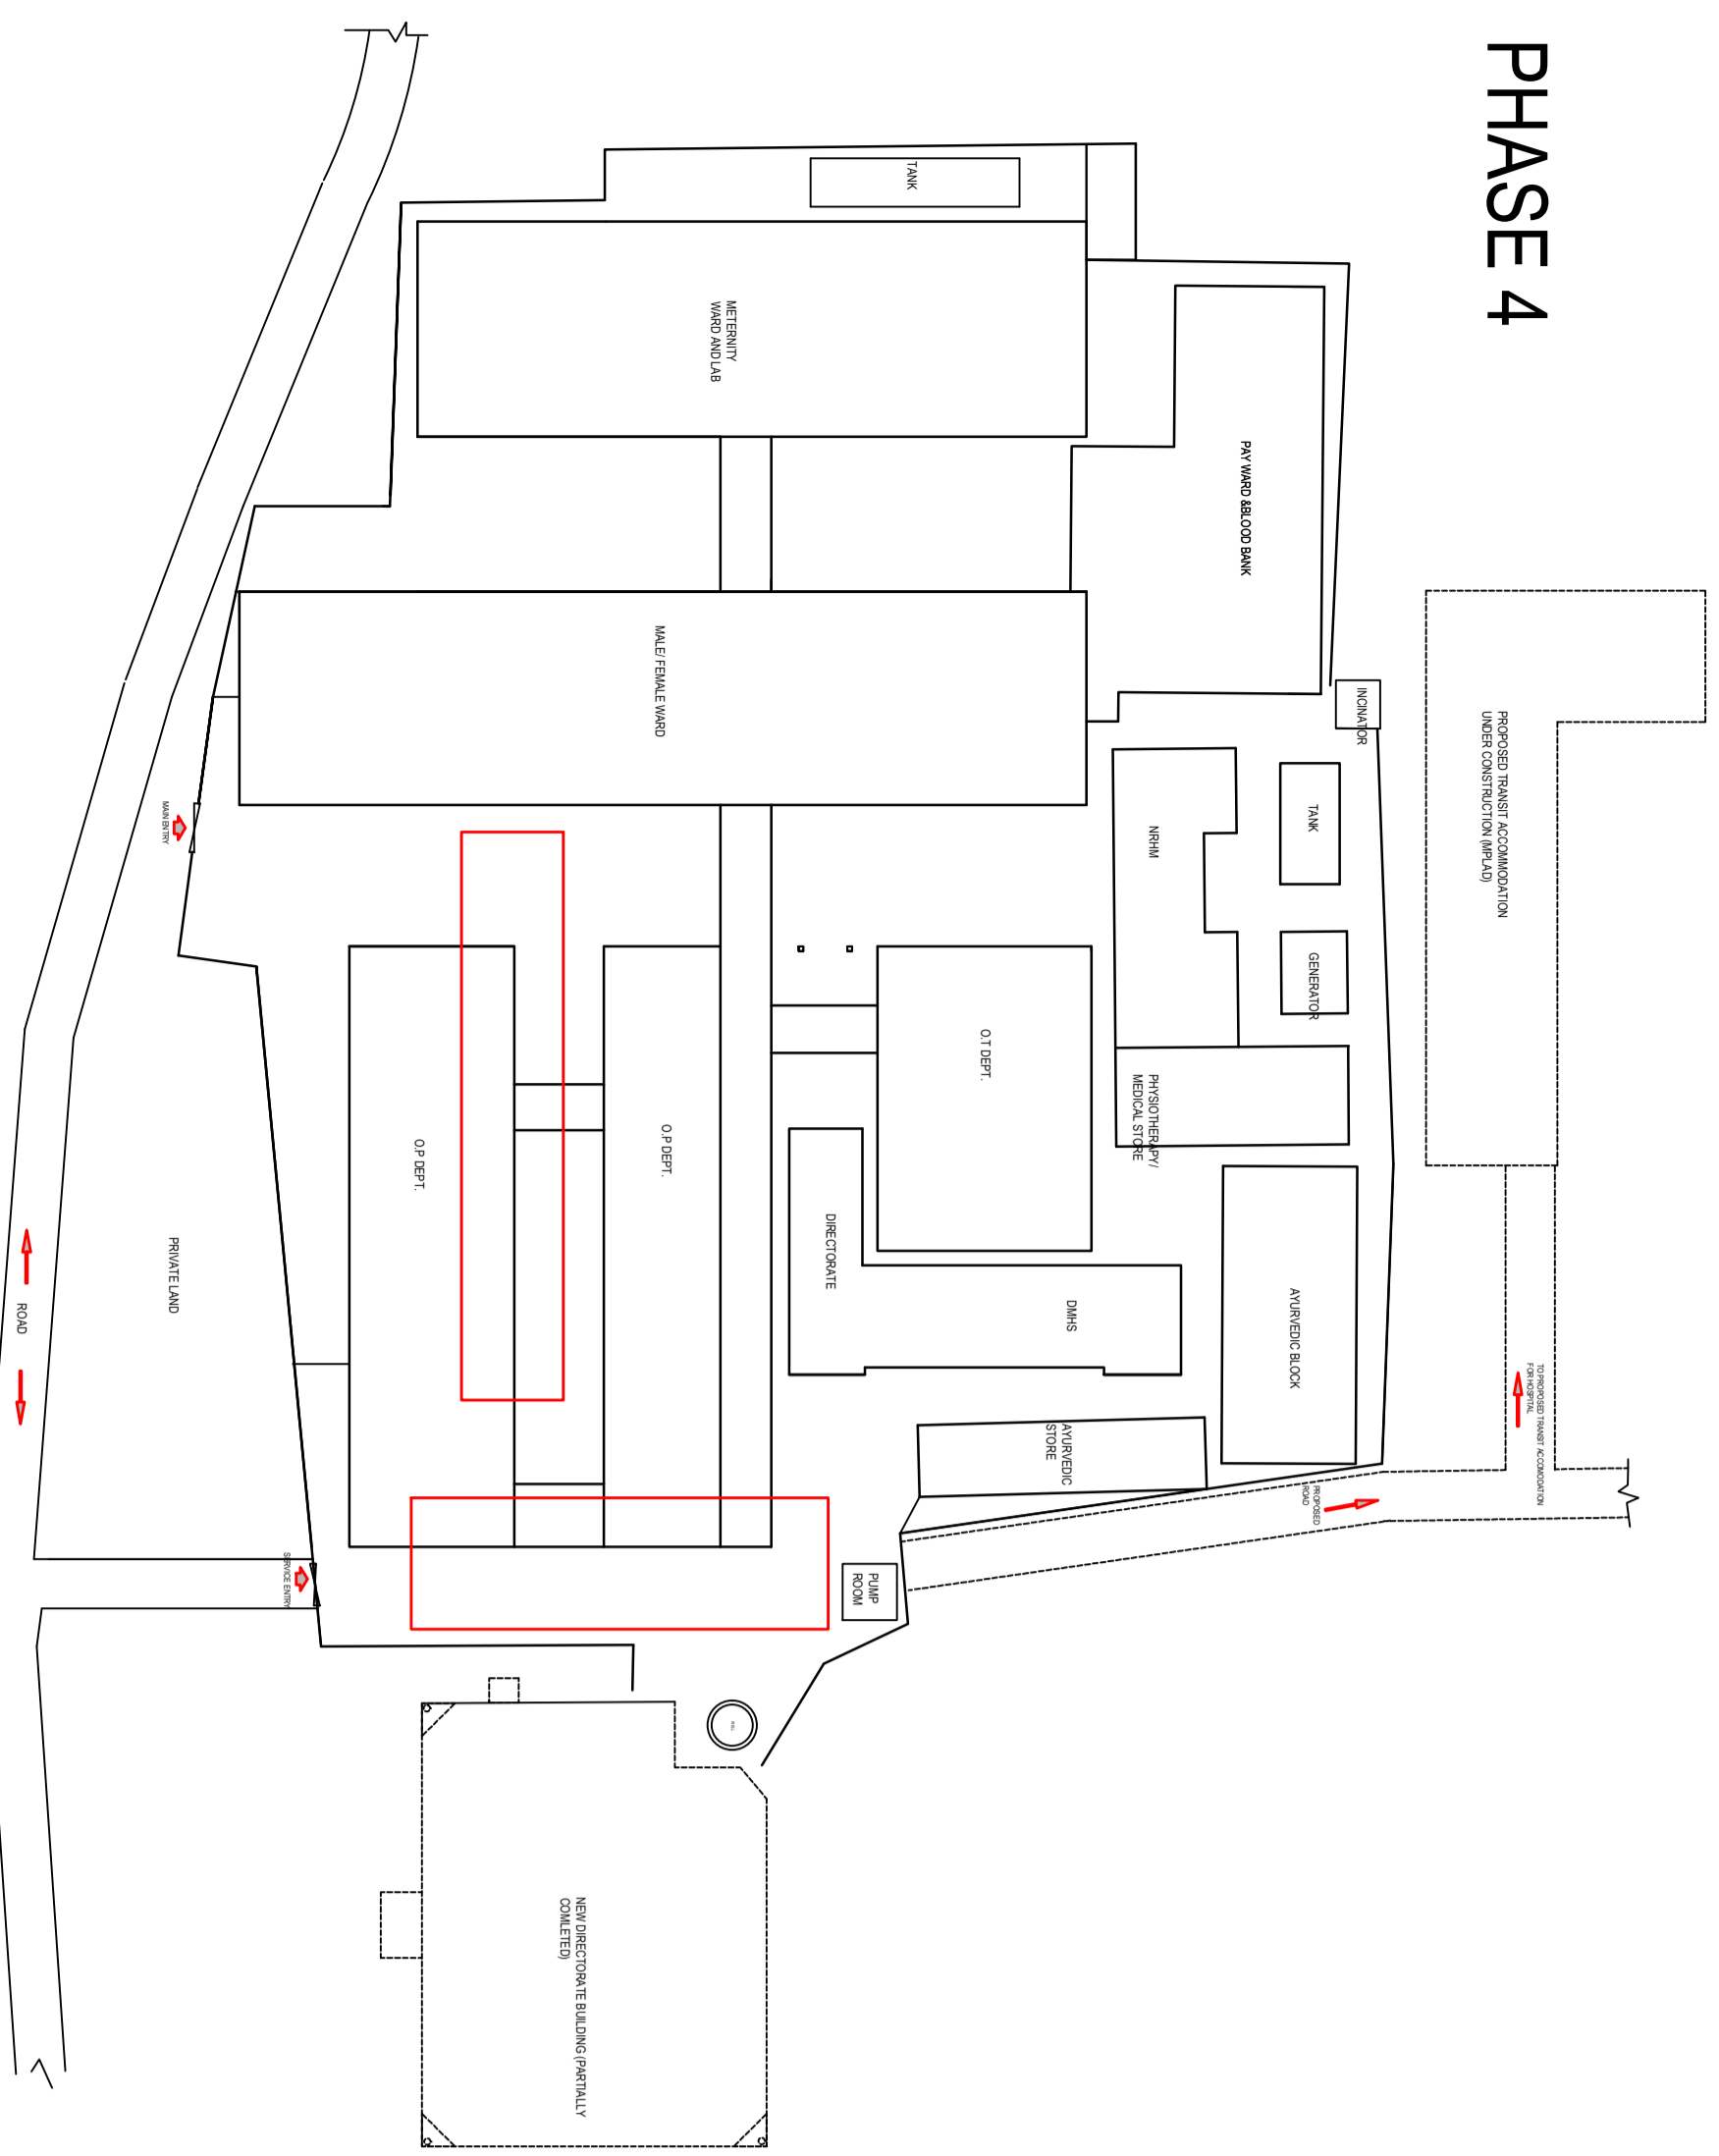 PHASE 4
PROPOSED TRANSIT ACCOMMODATION
UNDER CONSTRUCTION (MPLAD)
TO PROPOSED TRANSIT ACCOMODATION
FOR HOSPITAL
PROPOSED
ROAD
INCINATIOR
TANK
GENERATOR
PAY WARD &BLOOD BANK
NRHM
PHYSIOTHERAPY/
MEDICAL STORE
AYURVEDIC BLOCK
AYURVEDIC
STORE
DMHS
TANK
O.T DEPT.
DIRECTORATE
PUMP
ROOM
METERNITY
WARD AND LAB
MALE/ FEMALE WARD
O.P DEPT.
O.P DEPT.
NEW DIRECTORATE BUILDING (PARTIALLY
COMLETED)
MAIN ENTRY
SERVICE ENTRY
PRIVATE LAND
ROAD